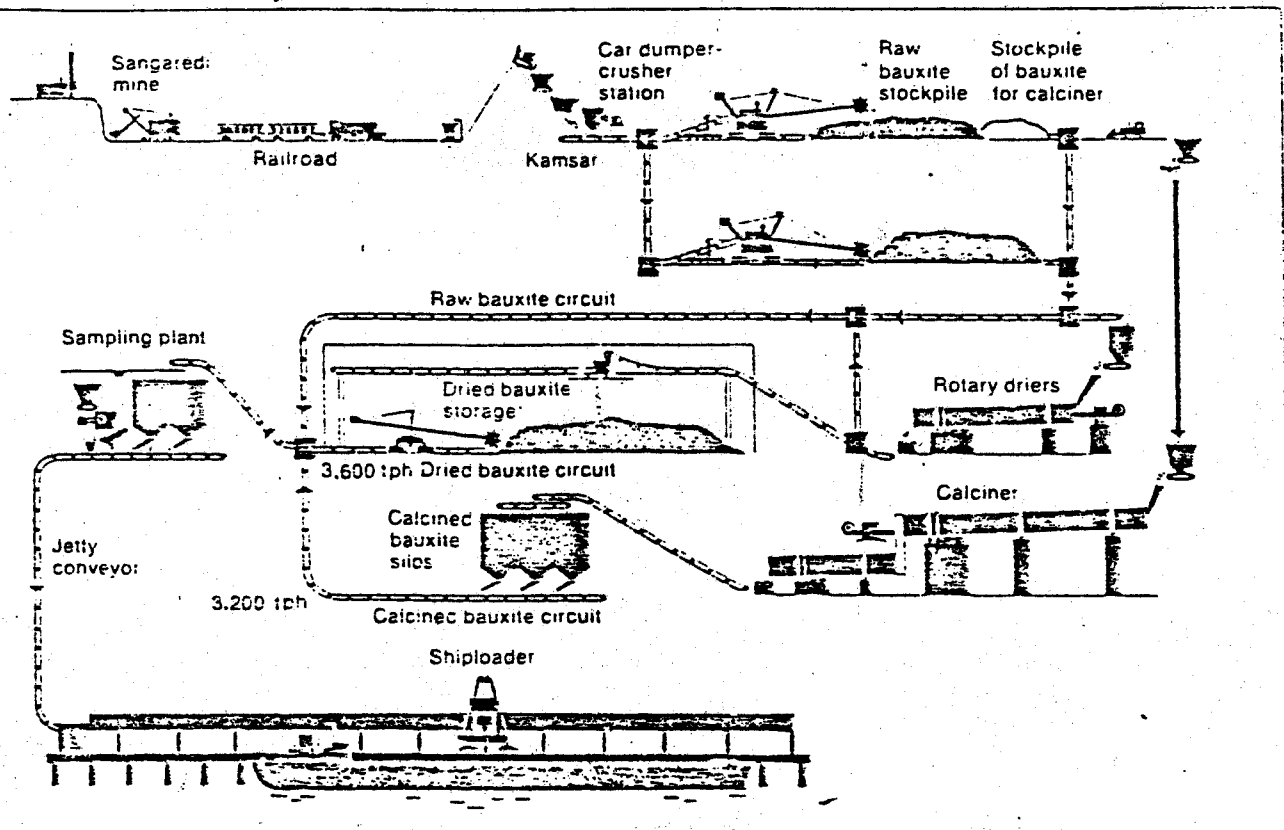 Sangaredi
mine
Railroad
Kamsar
Car dumper-
crusher
station
Raw
bauxite
stockpile
Stockpile
of bauxite
for calciner
Raw bauxite circuit
Sampling plant
Dried bauxite
storage
Rotary driers
3,600 tph Dried bauxite circuit
Calciner
Calcined
bauxite
silos
Jetty
conveyor
3.200 tph
Calcined bauxite circuit
Shiploader